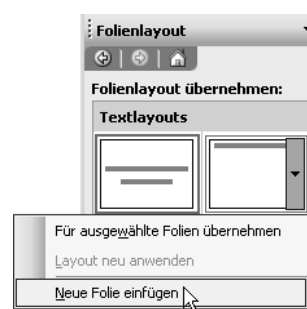 Folienlayout
Folienlayout übernehmen:
Textlayouts
Für ausgewählte Folien übernehmen
Layout neu anwenden
Neue Folie einfügen